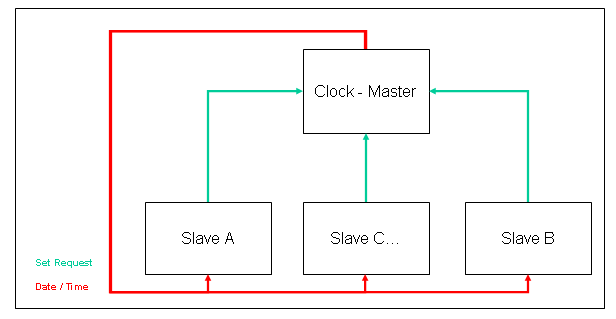 Clock - Master
Slave A
Slave C...
Slave B
Set Request
Date / Time